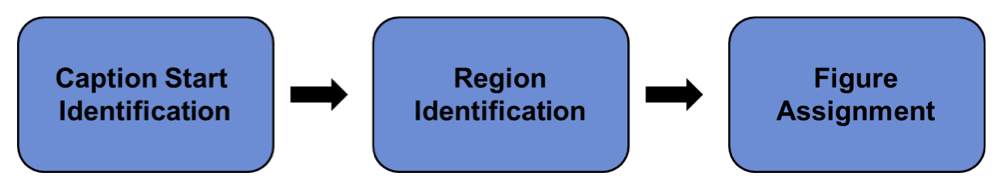 Caption Start
Identification
Region
Identification
Figure
Assignment